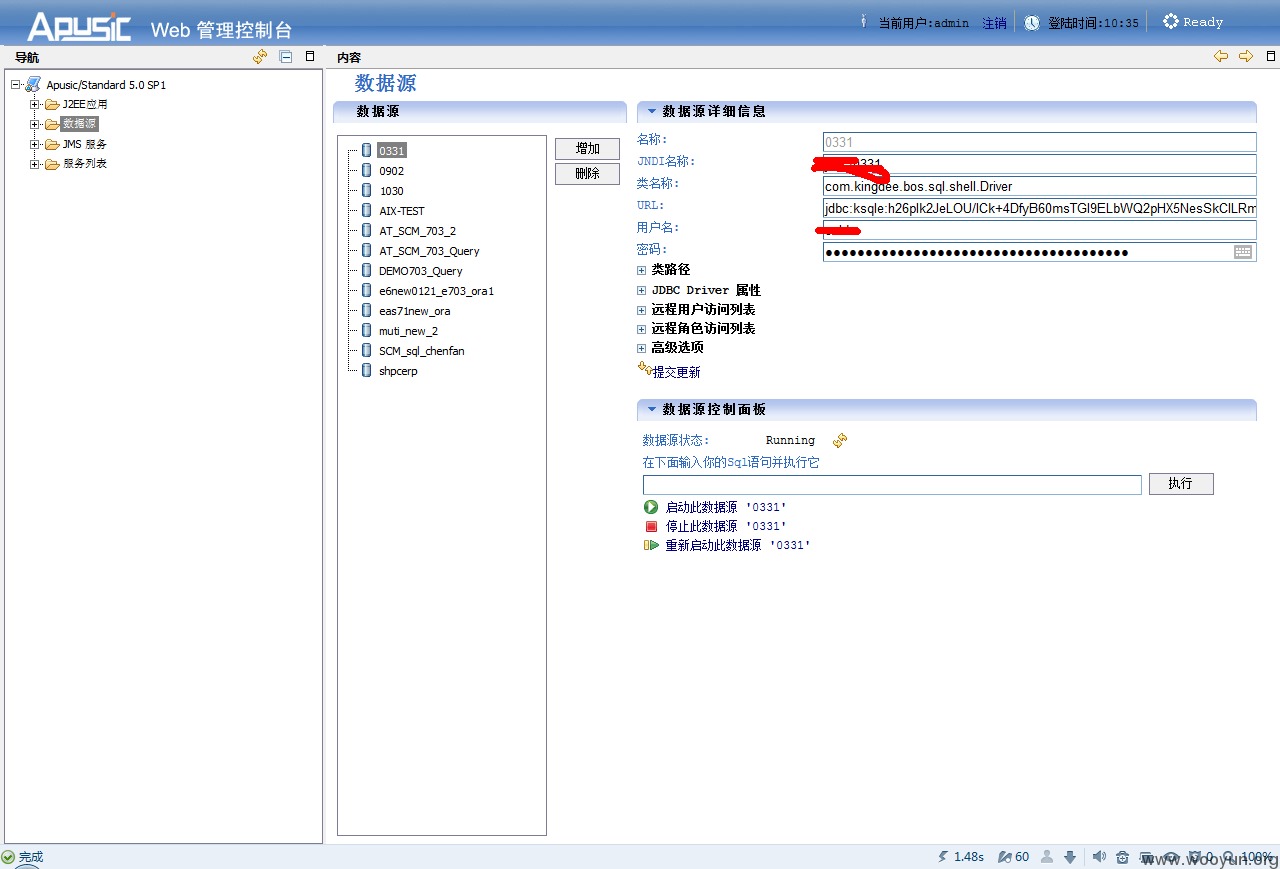 Apusic Web 管理控制台
当前用户:admin 注销 登陆时间:10:35 Ready
导航
内容
Apusic/Standard 5.0 SP1
J2EE应用
数据源
JMS 服务
服务列表
数据源
数据源
0331
0902
1030
AIX-TEST
AT_SCM_703_2
AT_SCM_703_Query
DEMO703_Query
e6new0121_e703_ora1
eas71new_ora
muti_new_2
SCM_sql_chenfan
shpcerp
增加
删除
数据源详细信息
名称: 0331
JNDI名称: 0331
类名称: com.kingdee.bos.sql.shell.Driver
URL: jdbc:ksqle:h26plk2JeLOU/ICk+4DfyB60msTGl9ELbWQ2pHX5NesSkClLRm
用户名:
密码: ••••••••••••••••••••••••••••••••••••••
类路径
JDBC Driver 属性
远程用户访问列表
远程角色访问列表
高级选项
提交更新
数据源控制面板
数据源状态: Running
在下面输入你的Sql语句并执行它
执行
启动此数据源 '0331'
停止此数据源 '0331'
重新启动此数据源 '0331'
完成
1.48s 60 0 100%
www.wooyun.org